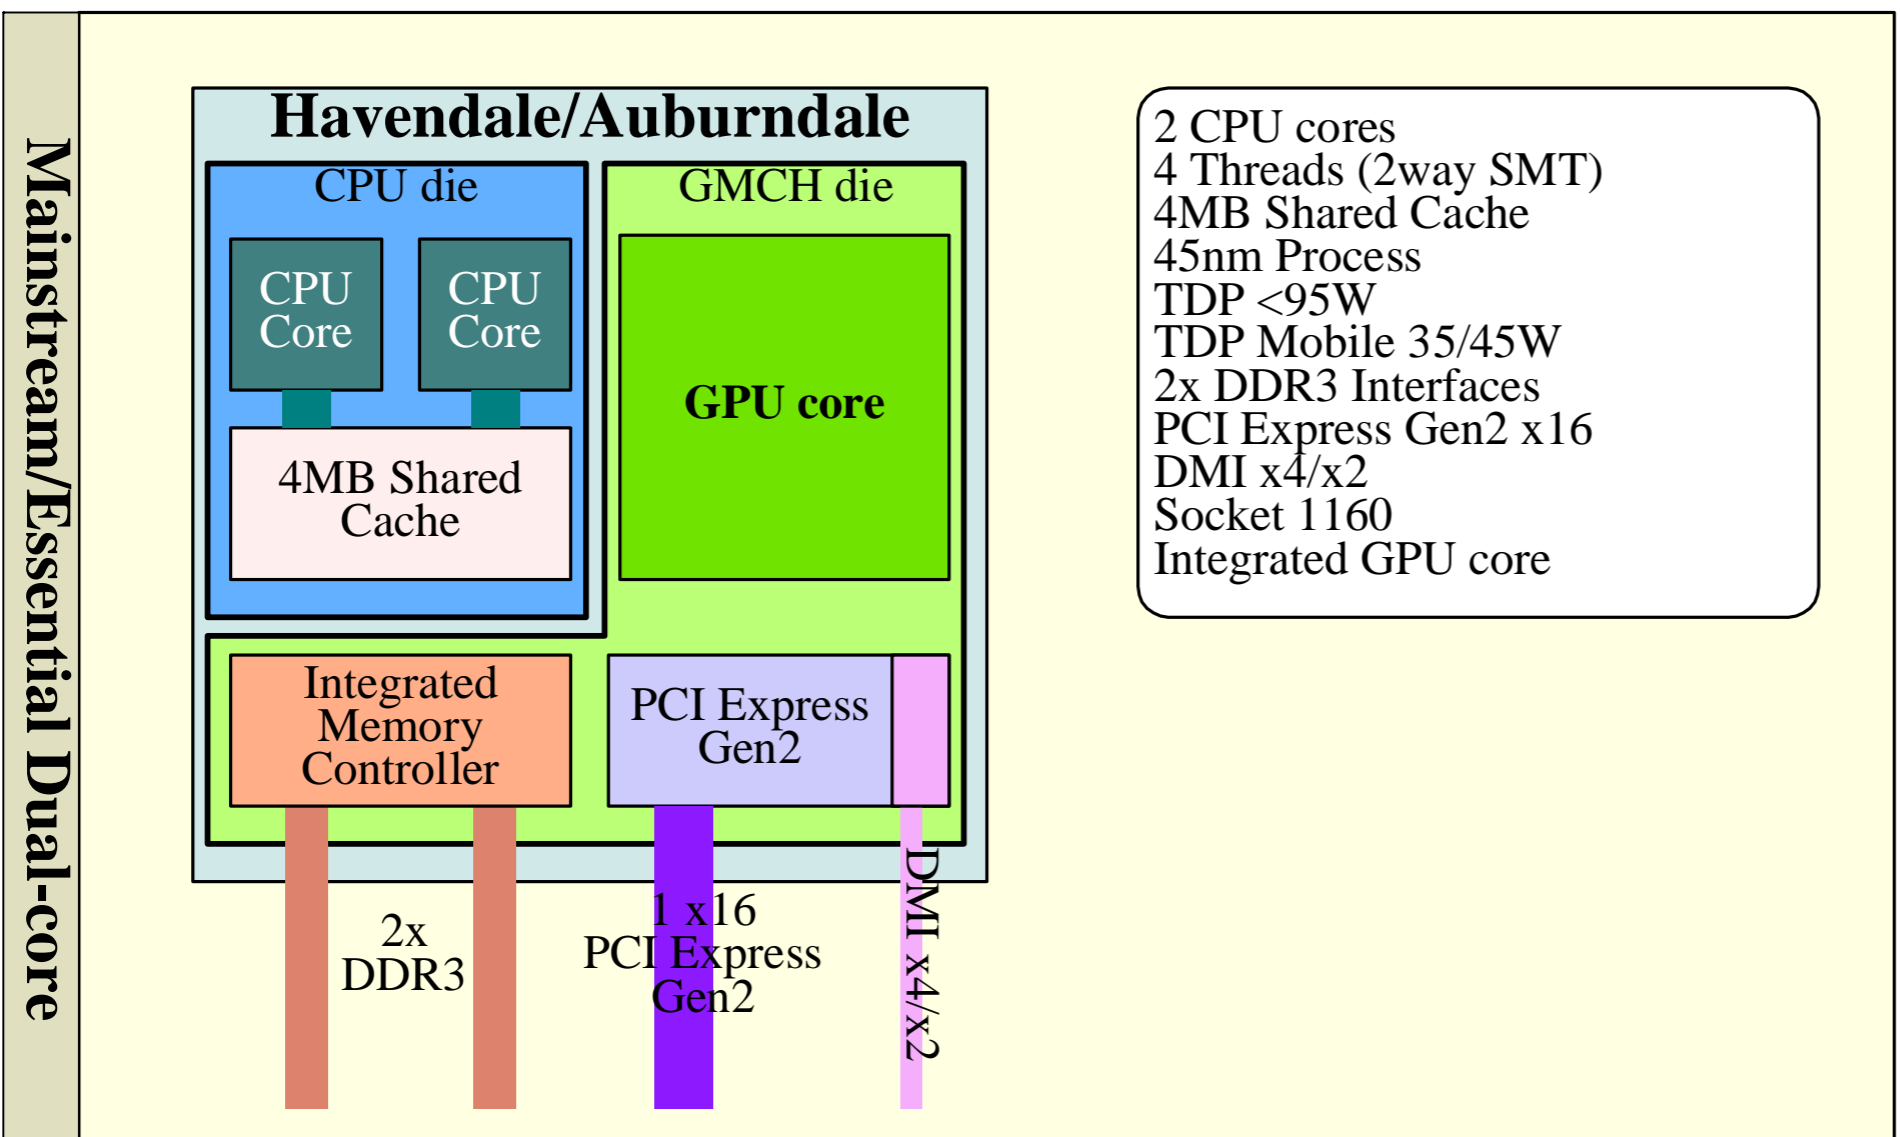 Mainstream/Essential Dual-core
Havendale/Auburndale
CPU die
GMCH die
CPU
Core
CPU
Core
GPU core
4MB Shared
Cache
Integrated
Memory
Controller
PCI Express
Gen2
2x
DDR3
1 x16
PCI Express
Gen2
DMI x4/x2
2 CPU cores
4 Threads (2way SMT)
4MB Shared Cache
45nm Process
TDP <95W
TDP Mobile 35/45W
2x DDR3 Interfaces
PCI Express Gen2 x16
DMI x4/x2
Socket 1160
Integrated GPU core